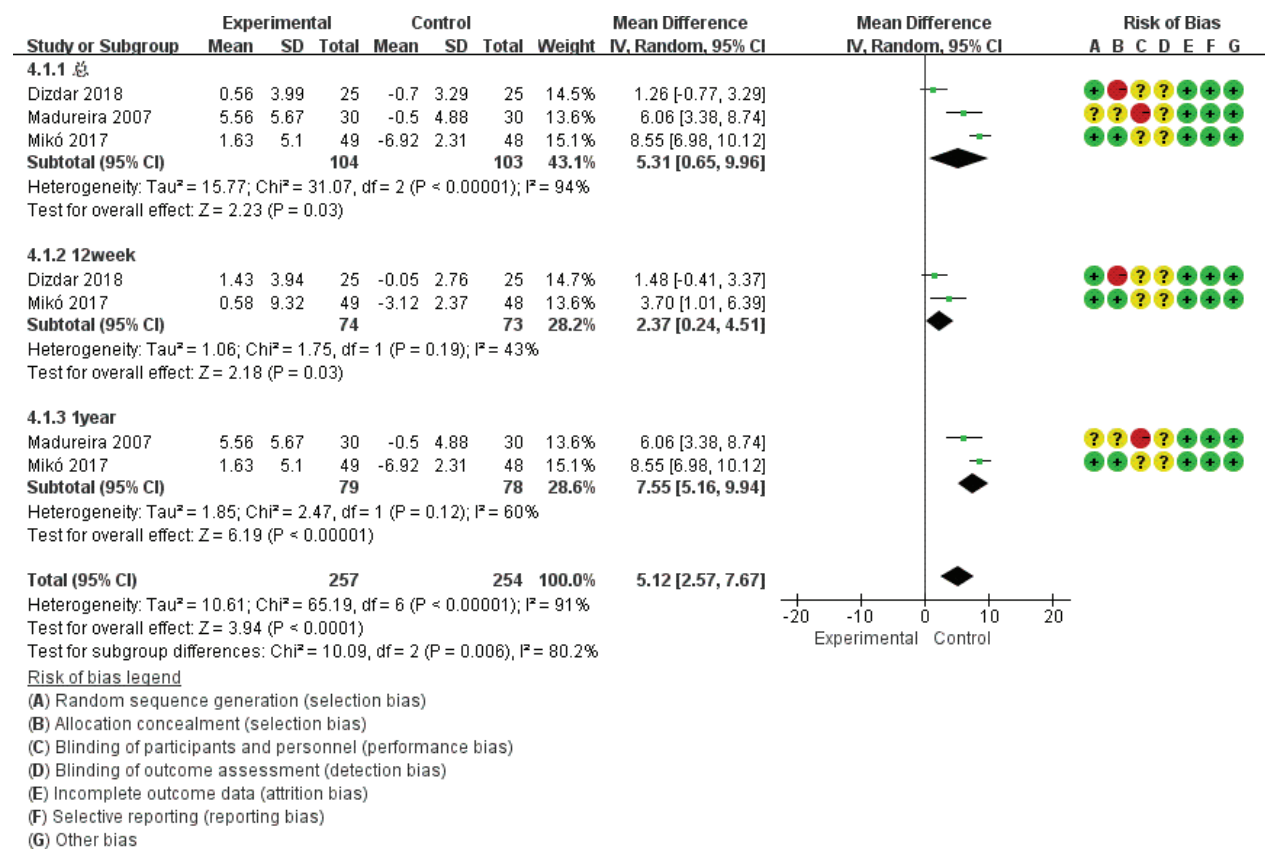 Experimental Control Mean Difference Mean Difference Risk of Bias
Study or Subgroup Mean SD Total Mean SD Total Weight IV, Random, 95% CI IV, Random, 95% CI A B C D E F G
4.1.1
Dizdar 2018 0.56 3.99 25 -0.7 3.29 25 14.5% 1.26 [-0.77, 3.29] + - ? ? + + +
Madureira 2007 5.56 5.67 30 -0.5 4.88 30 13.6% 6.06 [3.38, 8.74] ? ? - ? + + +
Mikó 2017 1.63 5.1 49 -6.92 2.31 48 15.1% 8.55 [6.98, 10.12] + + ? ? + + +
Subtotal (95% CI) 104 103 43.1% 5.31 [0.65, 9.96]
Heterogeneity: Tau² = 15.77; Chi² = 31.07, df = 2 (P < 0.00001); I² = 94%
Test for overall effect: Z = 2.23 (P = 0.03)
4.1.2 12week
Dizdar 2018 1.43 3.94 25 -0.05 2.76 25 14.7% 1.48 [-0.41, 3.37] + - ? ? + + +
Mikó 2017 0.58 9.32 49 -3.12 2.37 48 13.6% 3.70 [1.01, 6.39] + + ? ? + + +
Subtotal (95% CI) 74 73 28.2% 2.37 [0.24, 4.51]
Heterogeneity: Tau² = 1.06; Chi² = 1.75, df = 1 (P = 0.19); I² = 43%
Test for overall effect: Z = 2.18 (P = 0.03)
4.1.3 1year
Madureira 2007 5.56 5.67 30 -0.5 4.88 30 13.6% 6.06 [3.38, 8.74] ? ? - ? + + +
Mikó 2017 1.63 5.1 49 -6.92 2.31 48 15.1% 8.55 [6.98, 10.12] + + ? ? + + +
Subtotal (95% CI) 79 78 28.6% 7.55 [5.16, 9.94]
Heterogeneity: Tau² = 1.85; Chi² = 2.47, df = 1 (P = 0.12); I² = 60%
Test for overall effect: Z = 6.19 (P < 0.00001)
Total (95% CI) 257 254 100.0% 5.12 [2.57, 7.67]
Heterogeneity: Tau² = 10.61; Chi² = 65.19, df = 6 (P < 0.00001); I² = 91%
Test for overall effect: Z = 3.94 (P < 0.0001)
Test for subgroup differences: Chi² = 10.09, df = 2 (P = 0.006), I² = 80.2%
-20 -10 0 10 20
Experimental Control
Risk of bias legend
(A) Random sequence generation (selection bias)
(B) Allocation concealment (selection bias)
(C) Blinding of participants and personnel (performance bias)
(D) Blinding of outcome assessment (detection bias)
(E) Incomplete outcome data (attrition bias)
(F) Selective reporting (reporting bias)
(G) Other bias